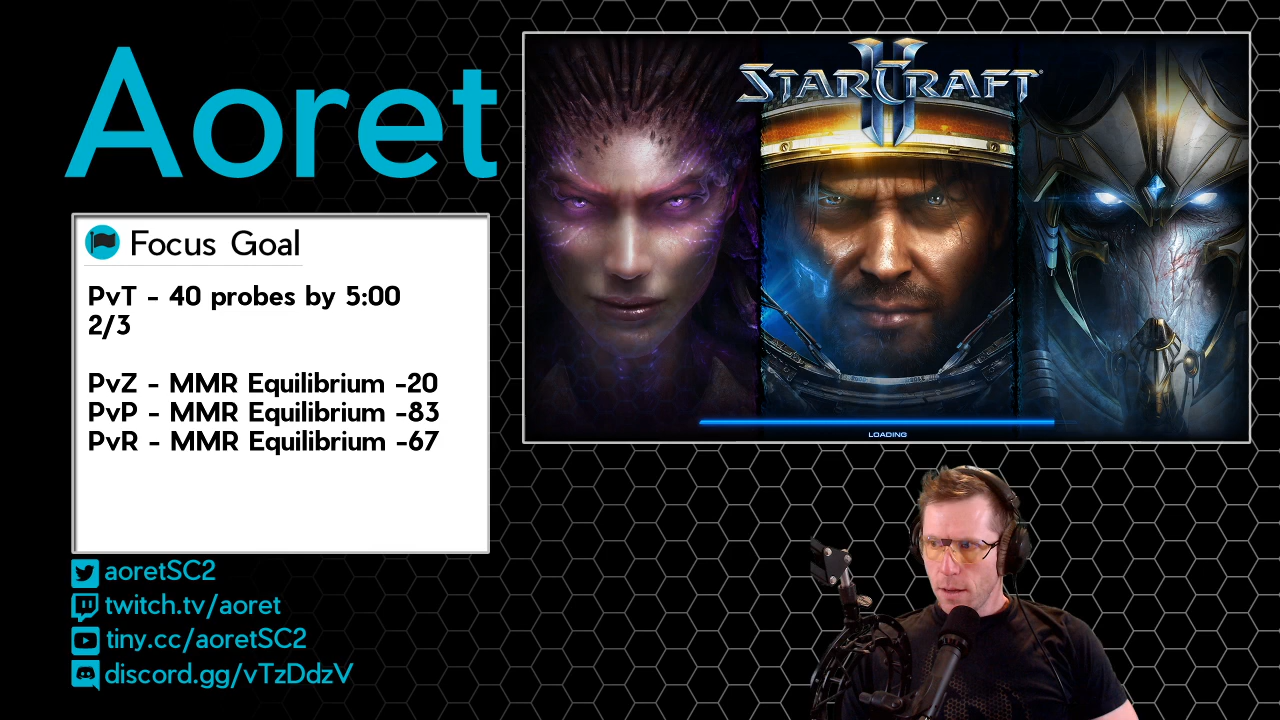 Aoret
Focus Goal
PvT - 40 probes by 5:00
2/3
PvZ - MMR Equilibrium -20
PvP - MMR Equilibrium -83
PvR - MMR Equilibrium -67
aoretSC2
twitch.tv/aoret
tiny.cc/aoretSC2
discord.gg/vTzDdzV
STARCRAFT
II
LOADING